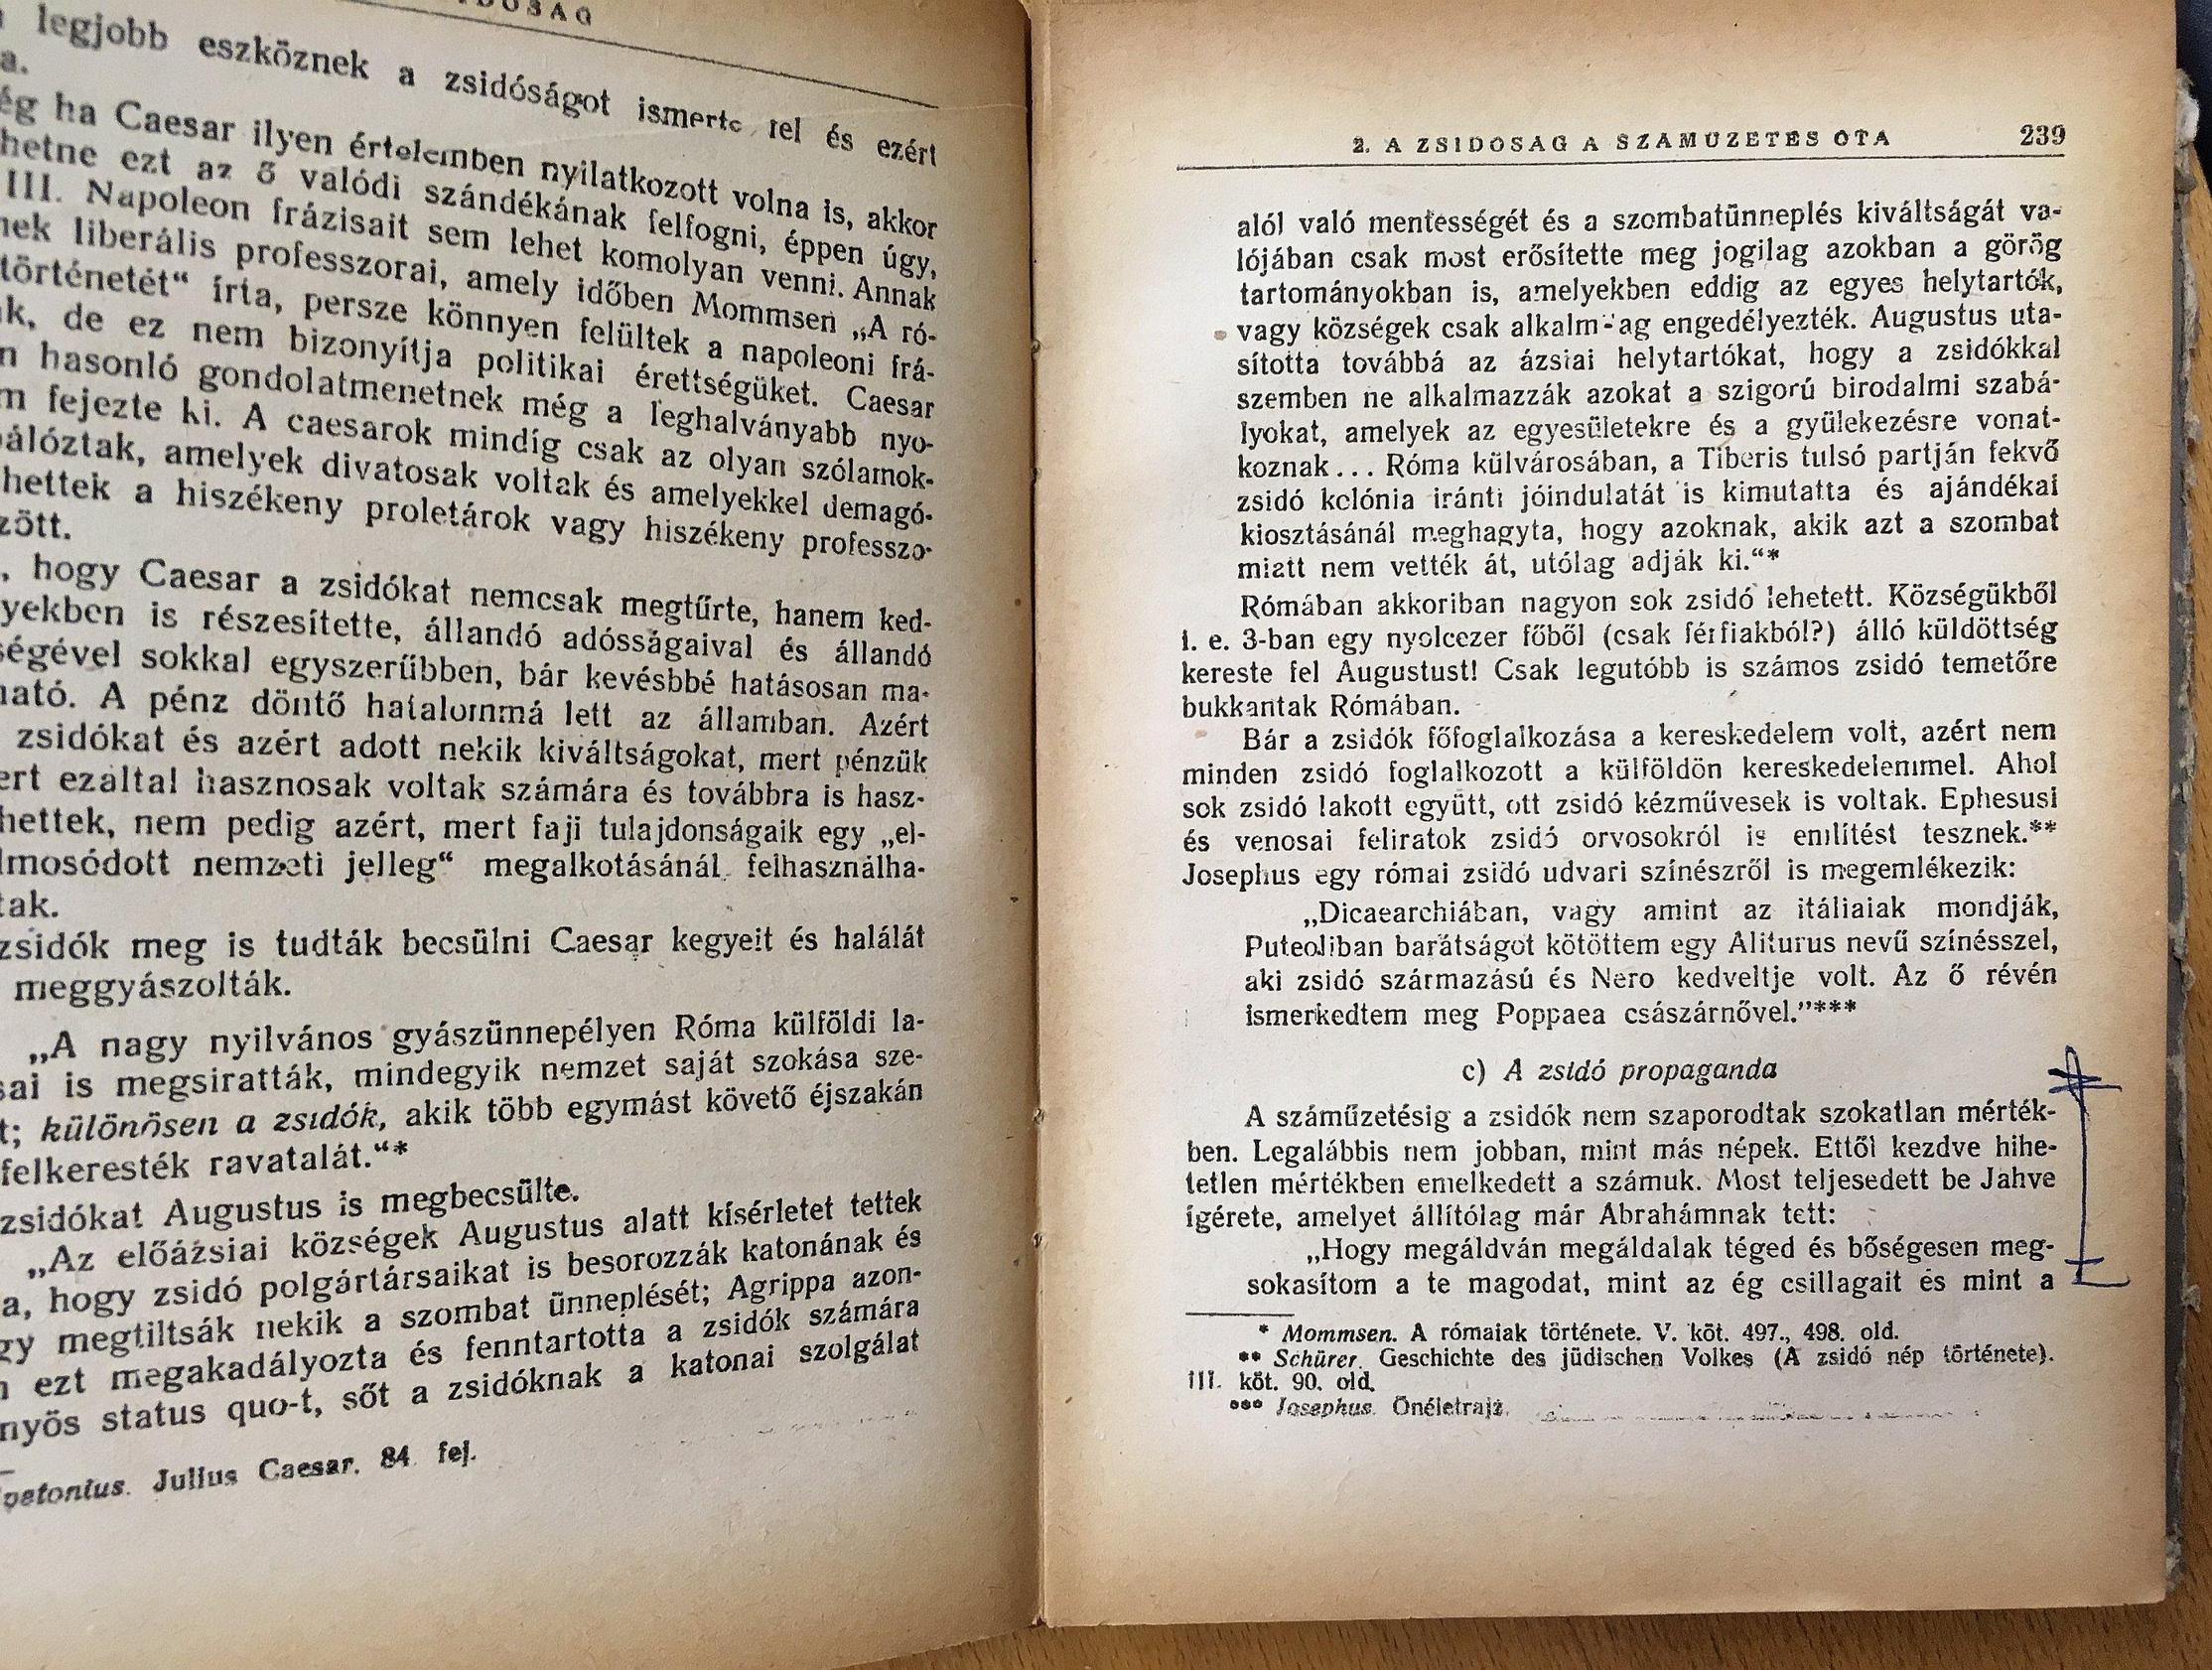 legjobb eszköznek a zsidóságot ismerte fel és ezért
a.
ég ha Caesar ilyen értelemben nyilatkozott volna is, akkor
hetne ezt az ő valódi szándékának felfogni, éppen úgy,
III. Napoleon frázisait sem lehet komolyan venni. Annak
nek liberális professzorai, amely időben Mommsen „A ró-
történetét“ írta, persze könnyen felültek a napoleoni frá-
k, de ez nem bizonyítja politikai érettségüket. Caesar
n hasonló gondolatmenetnek még a leghalványabb nyo-
m fejezte ki. A caesarok mindíg csak az olyan szólamok-
álóztak, amelyek divatosak voltak és amelyekkel demagó-
hettek a hiszékeny proletárok vagy hiszékeny professzo-
zött.
, hogy Caesar a zsidókat nemcsak megtűrte, hanem ked-
yekben is részesítette, állandó adósságaival és állandó
ségével sokkal egyszerűbben, bár kevésbbé hatásosan ma-
ható. A pénz döntő hatalommá lett az államban. Azért
zsidókat és azért adott nekik kiváltságokat, mert pénzük
ert ezáltal hasznosak voltak számára és továbbra is hasz-
hettek, nem pedig azért, mert faji tulajdonságaik egy „el-
lmosódott nemzeti jelleg“ megalkotásánál felhasználha-
tak.
zsidók meg is tudták becsülni Caesar kegyeit és halálát
meggyászolták.
„A nagy nyilvános gyászünnepélyen Róma külföldi la-
sai is megsiratták, mindegyik nemzet saját szokása sze-
t; különösen a zsidók, akik több egymást követő éjszakán
felkeresték ravatalát.“*
zsidókat Augustus is megbecsülte.
„Az előázsiai községek Augustus alatt kísérletet tettek
a, hogy zsidó polgártársaikat is besorozzák katonának és
gy megtiltsák nekik a szombat ünneplését; Agrippa azon-
n ezt megakadályozta és fenntartotta a zsidók számára
nyös status quo-t, sőt a zsidóknak a katonai szolgálat
uetonius. Julius Caesar. 84 fej.
2. A ZSIDOSAG A SZAMUZETES OTA 239
alól való mentességét és a szombatünneplés kiváltságát va-
lójában csak most erősítette meg jogilag azokban a görög
tartományokban is, amelyekben eddig az egyes helytartók,
vagy községek csak alkalm-'ag engedélyezték. Augustus uta-
sította továbbá az ázsiai helytartókat, hogy a zsidókkal
szemben ne alkalmazzák azokat a szigorú birodalmi szabá-
lyokat, amelyek az egyesületekre és a gyülekezésre vonat-
koznak... Róma külvárosában, a Tiberis tulsó partján fekvő
zsidó kolónia iránti jóindulatát is kimutatta és ajándékai
kiosztásánál meghagyta, hogy azoknak, akik azt a szombat
miatt nem vették át, utólag adják ki.“*
Rómában akkoriban nagyon sok zsidó lehetett. Községükből
i. e. 3-ban egy nyolcezer főből (csak férfiakból?) álló küldöttség
kereste fel Augustust! Csak legutóbb is számos zsidó temetőre
bukkantak Rómában.
Bár a zsidók főfoglalkozása a kereskedelem volt, azért nem
minden zsidó foglalkozott a külföldön kereskedelemmel. Ahol
sok zsidó lakott együtt, ott zsidó kézművesek is voltak. Ephesusi
és venosai feliratok zsidó orvosokról is említést tesznek.**
Josephus egy római zsidó udvari színészről is megemlékezik:
„Dicaearchiában, vagy amint az itáliaiak mondják,
Puteoliban barátságot kötöttem egy Aliturus nevű színésszel,
aki zsidó származású és Nero kedveltje volt. Az ő révén
ismerkedtem meg Poppaea császárnővel.”***
c) A zsidó propaganda
A száműzetésig a zsidók nem szaporodtak szokatlan mérték-
ben. Legalábbis nem jobban, mint más népek. Ettől kezdve hihe-
tetlen mértékben emelkedett a számuk. Most teljesedett be Jahve
ígérete, amelyet állítólag már Abrahámnak tett:
„Hogy megáldván megáldalak téged és bőségesen meg-
sokasítom a te magodat, mint az ég csillagait és mint a
* Mommsen. A rómaiak története. V. köt. 497., 498. old.
** Schürer. Geschichte des jüdischen Volkes (A zsidó nép története).
III. köt. 90. old.
*** Josephus. Önéletrajz.